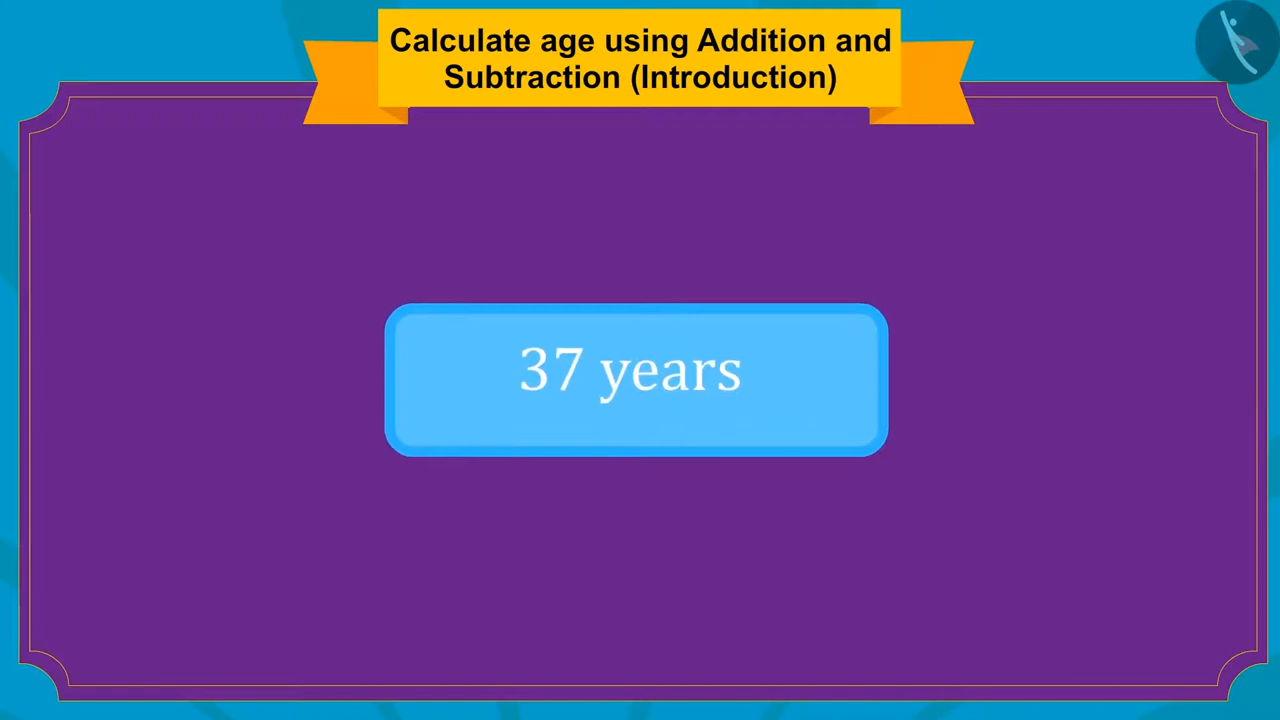 Calculate age using Addition and
Subtraction (Introduction)
37 years